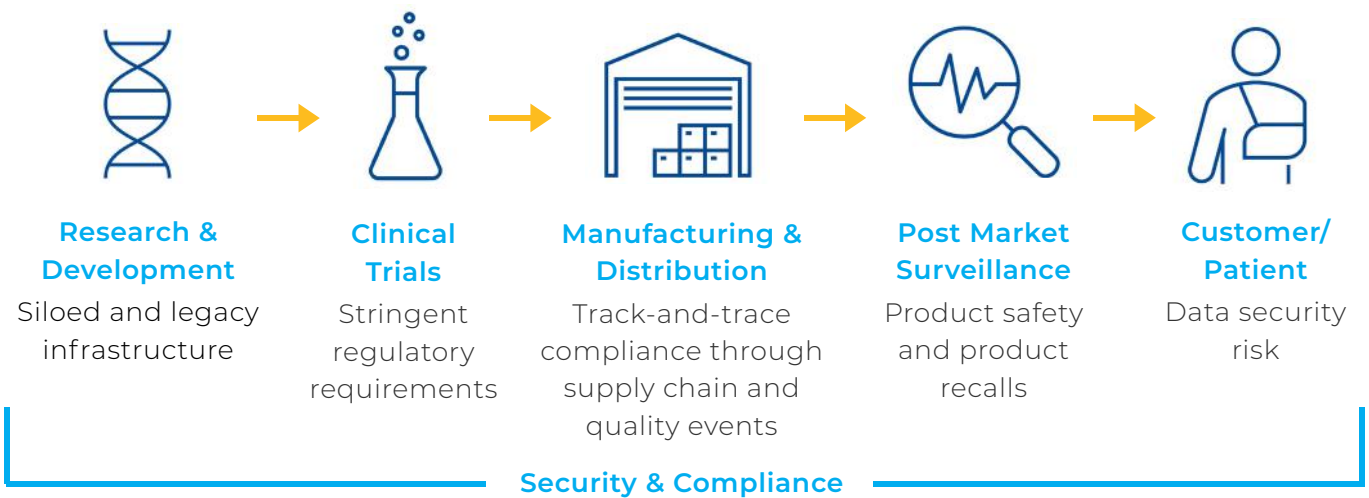 Research &
Development
Siloed and legacy
infrastructure
Clinical
Trials
Stringent
regulatory
requirements
Manufacturing &
Distribution
Track-and-trace
compliance through
supply chain and
quality events
Post Market
Surveillance
Product safety
and product
recalls
Customer/
Patient
Data security
risk
Security & Compliance